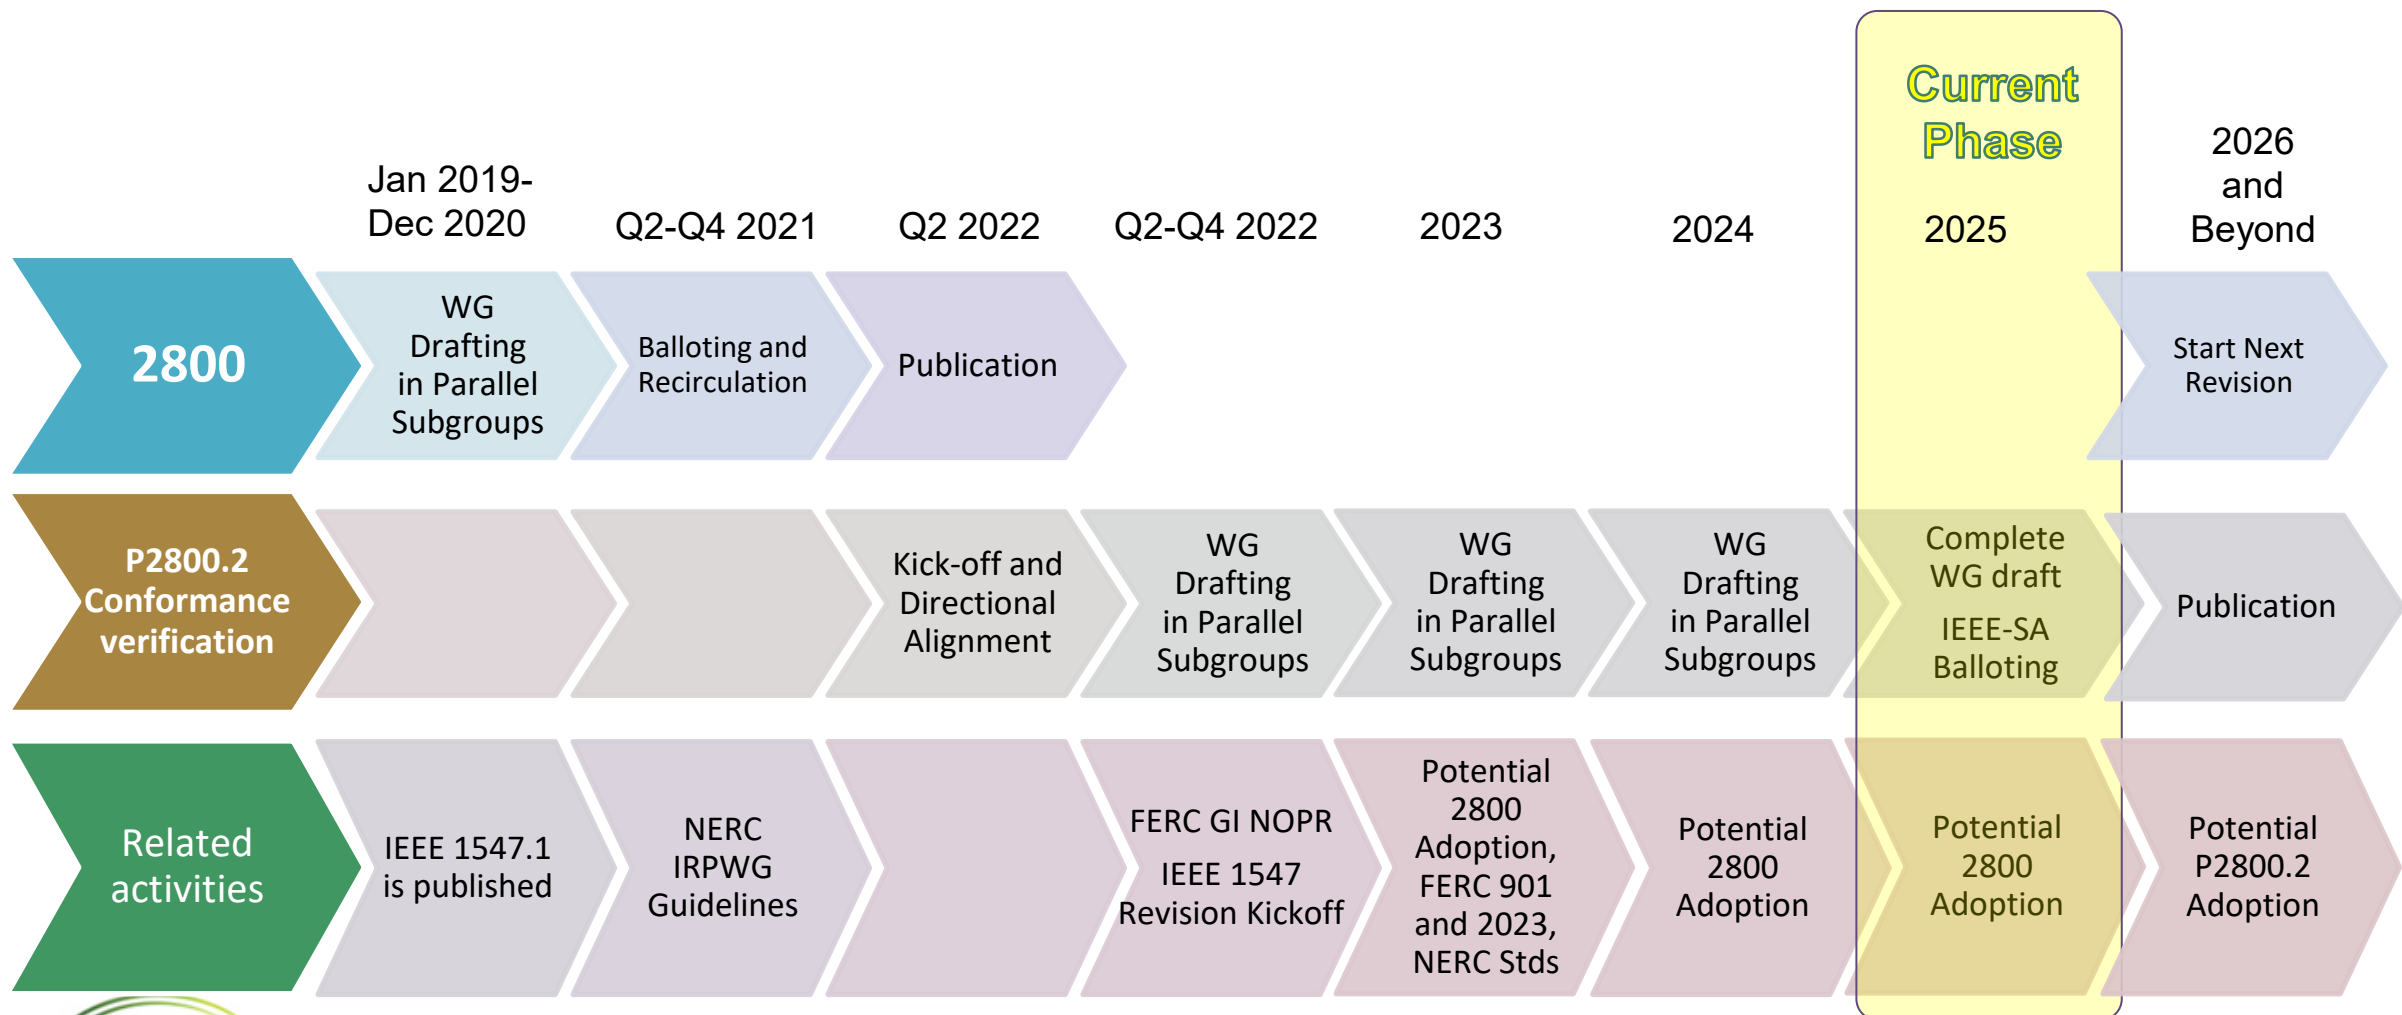 Current
Phase
Jan 2019-
Dec 2020
Q2-Q4 2021
Q2 2022
Q2-Q4 2022
2023
2024
2025
2026
and
Beyond
2800
WG
Drafting
in Parallel
Subgroups
Balloting and
Recirculation
Publication
Start Next
Revision
P2800.2
Conformance
verification
Kick-off and
Directional
Alignment
WG
Drafting
in Parallel
Subgroups
WG
Drafting
in Parallel
Subgroups
WG
Drafting
in Parallel
Subgroups
Complete
WG draft
IEEE-SA
Balloting
Publication
Related
activities
IEEE 1547.1
is published
NERC
IRPWG
Guidelines
FERC GI NOPR
IEEE 1547
Revision Kickoff
Potential
2800
Adoption,
FERC 901
and 2023,
NERC Stds
Potential
2800
Adoption
Potential
2800
Adoption
Potential
P2800.2
Adoption